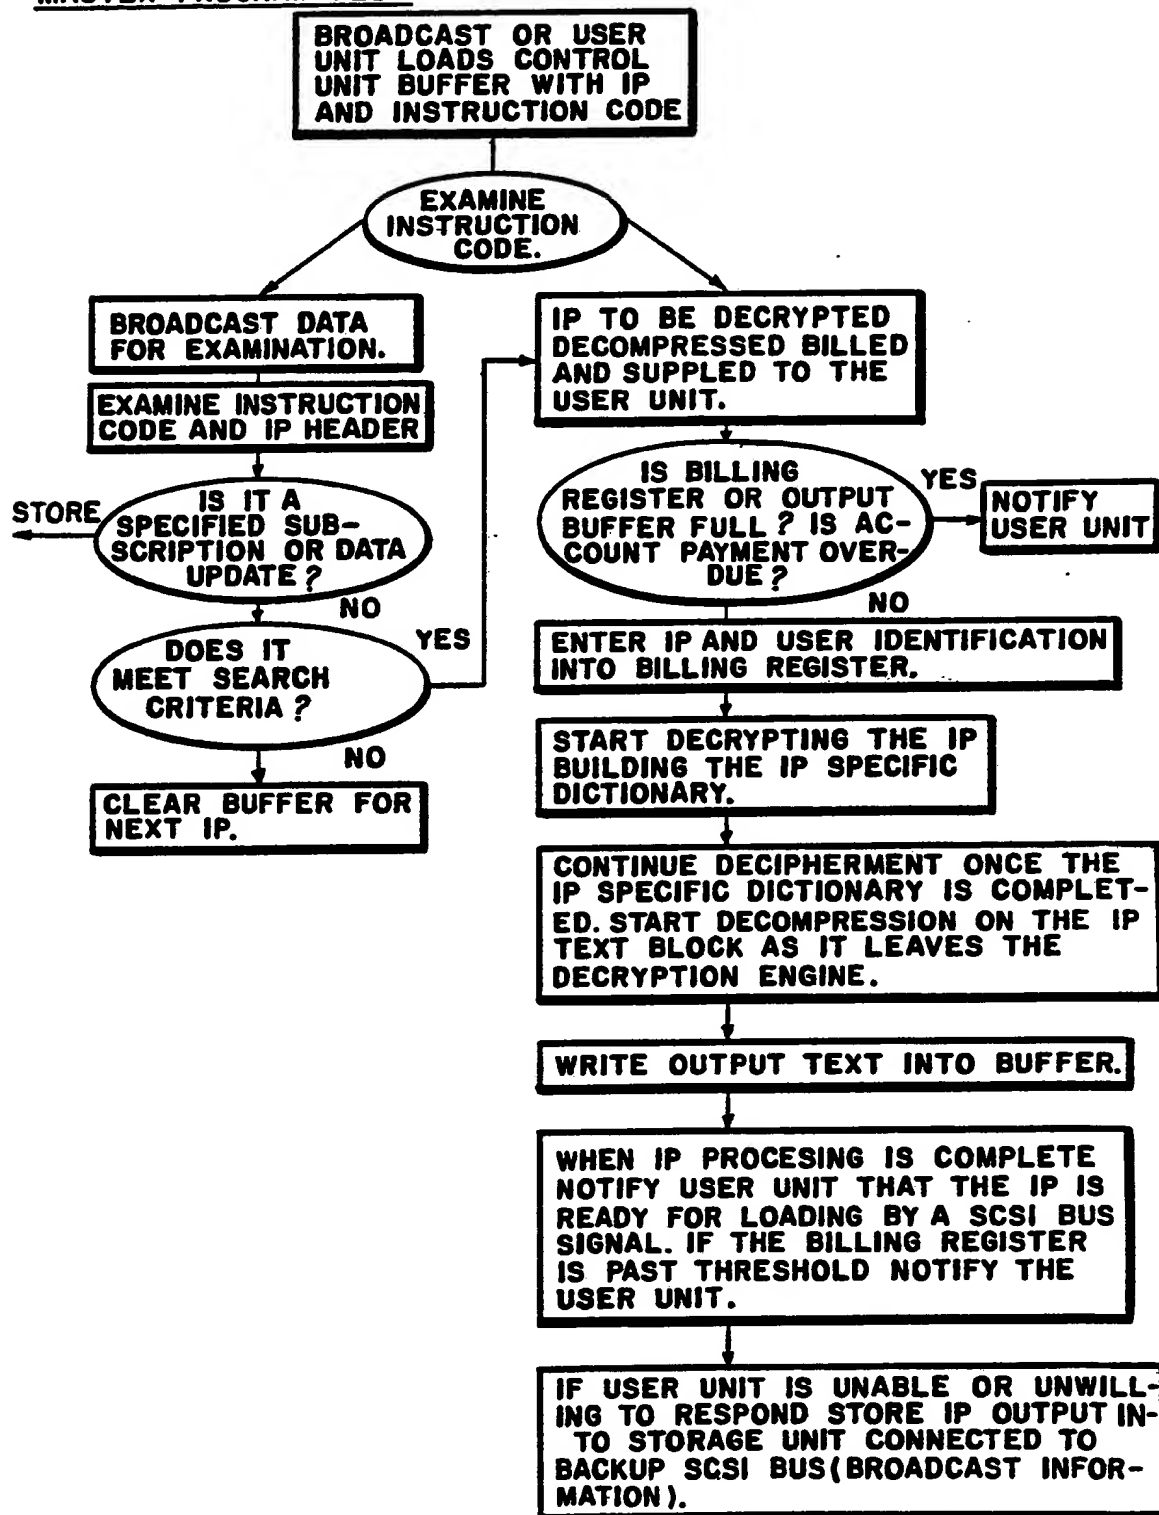 BROADCAST OR USER
UNIT LOADS CONTROL
UNIT BUFFER WITH IP
AND INSTRUCTION CODE
EXAMINE
INSTRUCTION
CODE.
BROADCAST DATA
FOR EXAMINATION.
EXAMINE INSTRUCTION
CODE AND IP HEADER
STORE
IS IT A
SPECIFIED SUB-
SCRIPTION OR DATA
UPDATE?
NO
DOES IT
MEET SEARCH
CRITERIA?
YES
NO
CLEAR BUFFER FOR
NEXT IP.
IP TO BE DECRYPTED
DECOMPRESSED BILLED
AND SUPPLED TO THE
USER UNIT.
IS BILLING
REGISTER OR OUTPUT
BUFFER FULL? IS AC-
COUNT PAYMENT OVER-
DUE?
YES
NOTIFY
USER UNIT
NO
ENTER IP AND USER IDENTIFICATION
INTO BILLING REGISTER.
START DECRYPTING THE IP
BUILDING THE IP SPECIFIC
DICTIONARY.
CONTINUE DECIPHERMENT ONCE THE
IP SPECIFIC DICTIONARY IS COMPLET-
ED. START DECOMPRESSION ON THE IP
TEXT BLOCK AS IT LEAVES THE
DECRYPTION ENGINE.
WRITE OUTPUT TEXT INTO BUFFER.
WHEN IP PROCESING IS COMPLETE
NOTIFY USER UNIT THAT THE IP IS
READY FOR LOADING BY A SCSI BUS
SIGNAL. IF THE BILLING REGISTER
IS PAST THRESHOLD NOTIFY THE
USER UNIT.
IF USER UNIT IS UNABLE OR UNWILL-
ING TO RESPOND STORE IP OUTPUT IN-
TO STORAGE UNIT CONNECTED TO
BACKUP SCSI BUS (BROADCAST INFOR-
MATION).